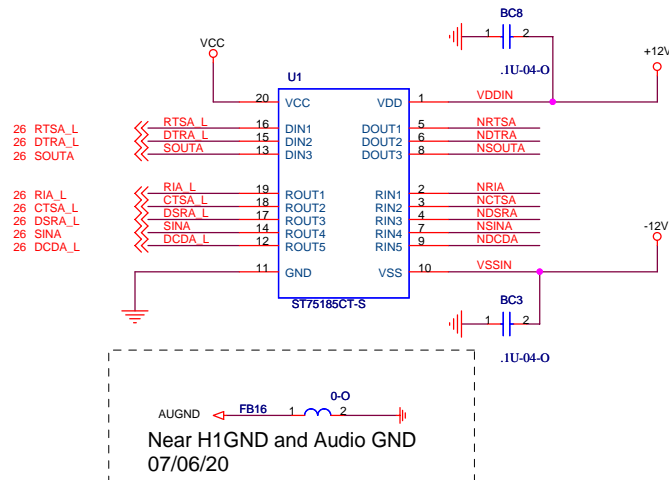 BC8
VCC
1 2
+12V
.1U-04-O
U1
20 VCC VDD 1 VDDIN
26 RTSA_L RTSA_L 16 DIN1 DOUT1 5 NRTSA
26 DTRA_L DTRA_L 15 DIN2 DOUT2 6 NDTRA
26 SOUTA SOUTA 13 DIN3 DOUT3 8 NSOUTA
26 RIA_L RIA_L 19 ROUT1 RIN1 2 NRIA
26 CTSA_L CTSA_L 18 ROUT2 RIN2 3 NCTSA
26 DSRA_L DSRA_L 17 ROUT3 RIN3 4 NDSRA
26 SINA SINA 14 ROUT4 RIN4 7 NSINA
26 DCDA_L DCDA_L 12 ROUT5 RIN5 9 NDCDA
-12V
11 GND VSS 10 VSSIN
ST75185CT-S
BC3
1 2
.1U-04-O
0-O
AUGND FB16 1 2
Near H1GND and Audio GND
07/06/20